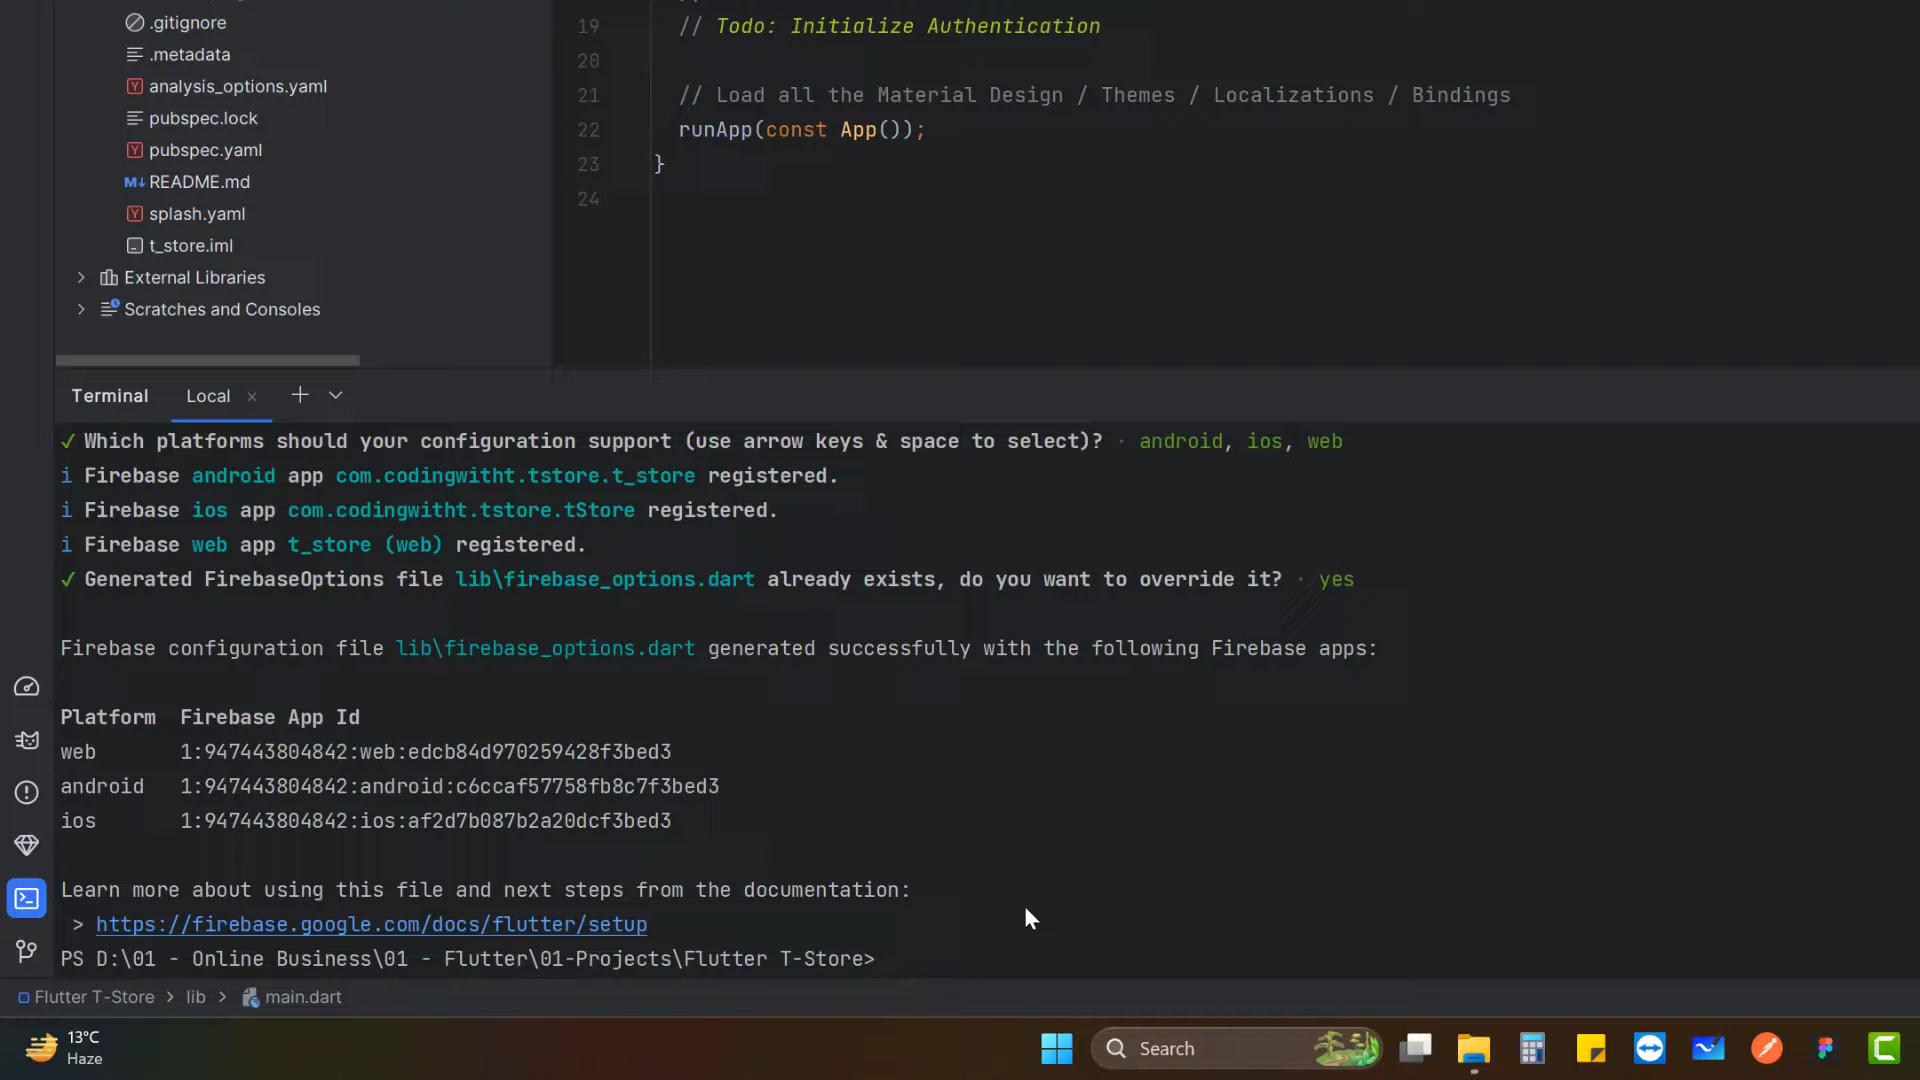 .gitignore
.metadata
analysis_options.yaml
pubspec.lock
pubspec.yaml
M↓ README.md
splash.yaml
t_store.iml
External Libraries
Scratches and Consoles
19 // Todo: Initialize Authentication
20
21 // Load all the Material Design / Themes / Localizations / Bindings
22 runApp(const App());
23 }
24
Terminal Local
✓ Which platforms should your configuration support (use arrow keys & space to select)? · android, ios, web
i Firebase android app com.codingwitht.tstore.t_store registered.
i Firebase ios app com.codingwitht.tstore.tStore registered.
i Firebase web app t_store (web) registered.
✓ Generated FirebaseOptions file lib\firebase_options.dart already exists, do you want to override it? · yes
Firebase configuration file lib\firebase_options.dart generated successfully with the following Firebase apps:
Platform Firebase App Id
web 1:947443804842:web:edcb84d970259428f3bed3
android 1:947443804842:android:c6ccaf57758fb8c7f3bed3
ios 1:947443804842:ios:af2d7b087b2a20dcf3bed3
Learn more about using this file and next steps from the documentation:
> https://firebase.google.com/docs/flutter/setup
PS D:\01 - Online Business\01 - Flutter\01-Projects\Flutter T-Store>
Flutter T-Store > lib > main.dart
13°C
Haze
Search